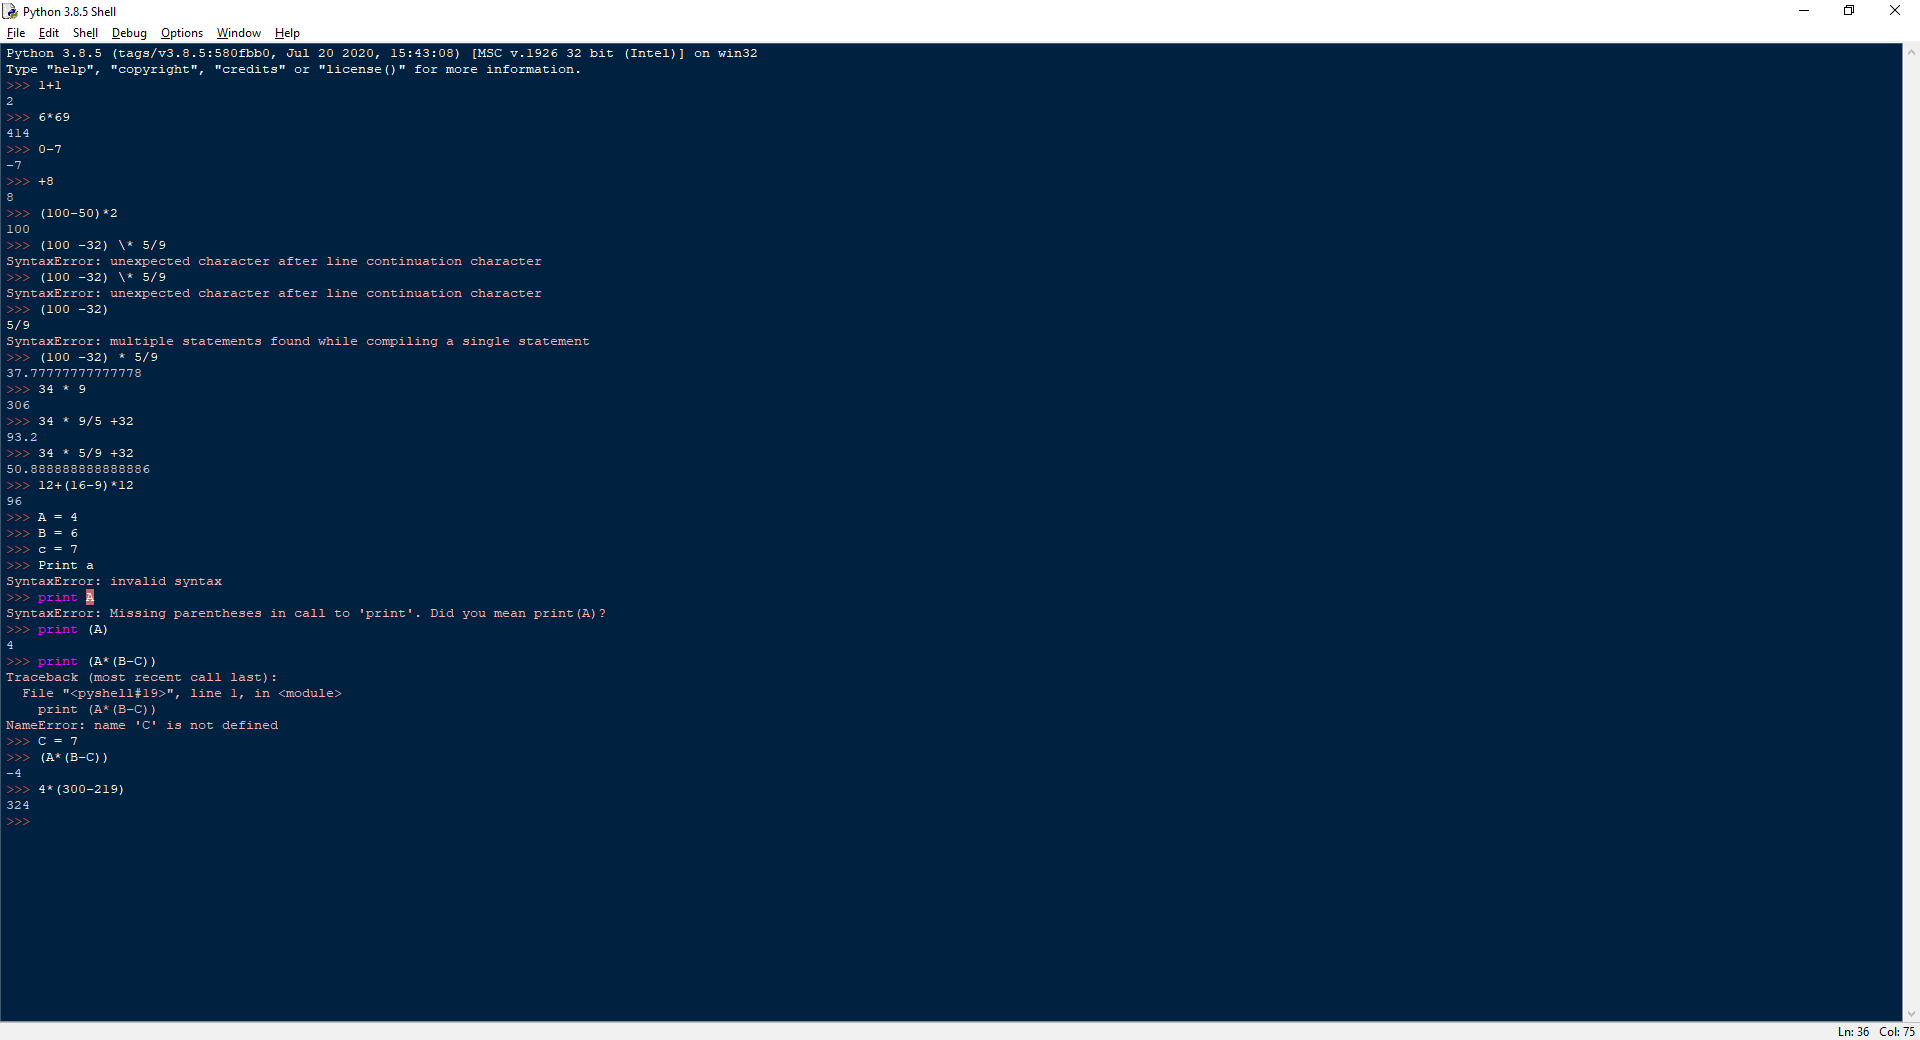 Python 3.8.5 Shell
File Edit Shell Debug Options Window Help
Python 3.8.5 (tags/v3.8.5:580fbb0, Jul 20 2020, 15:43:08) [MSC v.1926 32 bit (Intel)] on win32
Type "help", "copyright", "credits" or "license()" for more information.
>>> 1+1
2
>>> 6*69
414
>>> 0-7
-7
>>> +8
8
>>> (100-50)*2
100
>>> (100 -32) \* 5/9
SyntaxError: unexpected character after line continuation character
>>> (100 -32) \* 5/9
SyntaxError: unexpected character after line continuation character
>>> (100 -32)
5/9
SyntaxError: multiple statements found while compiling a single statement
>>> (100 -32) * 5/9
37.77777777777778
>>> 34 * 9
306
>>> 34 * 9/5 +32
93.2
>>> 34 * 5/9 +32
50.888888888888886
>>> 12+(16-9)*12
96
>>> A = 4
>>> B = 6
>>> c = 7
>>> Print a
SyntaxError: invalid syntax
>>> print A
SyntaxError: Missing parentheses in call to 'print'. Did you mean print(A)?
>>> print (A)
4
>>> print (A*(B-C))
Traceback (most recent call last):
  File "<pyshell#19>", line 1, in <module>
    print (A*(B-C))
NameError: name 'C' is not defined
>>> C = 7
>>> (A*(B-C))
-4
>>> 4*(300-219)
324
>>>
Ln: 36 Col: 75